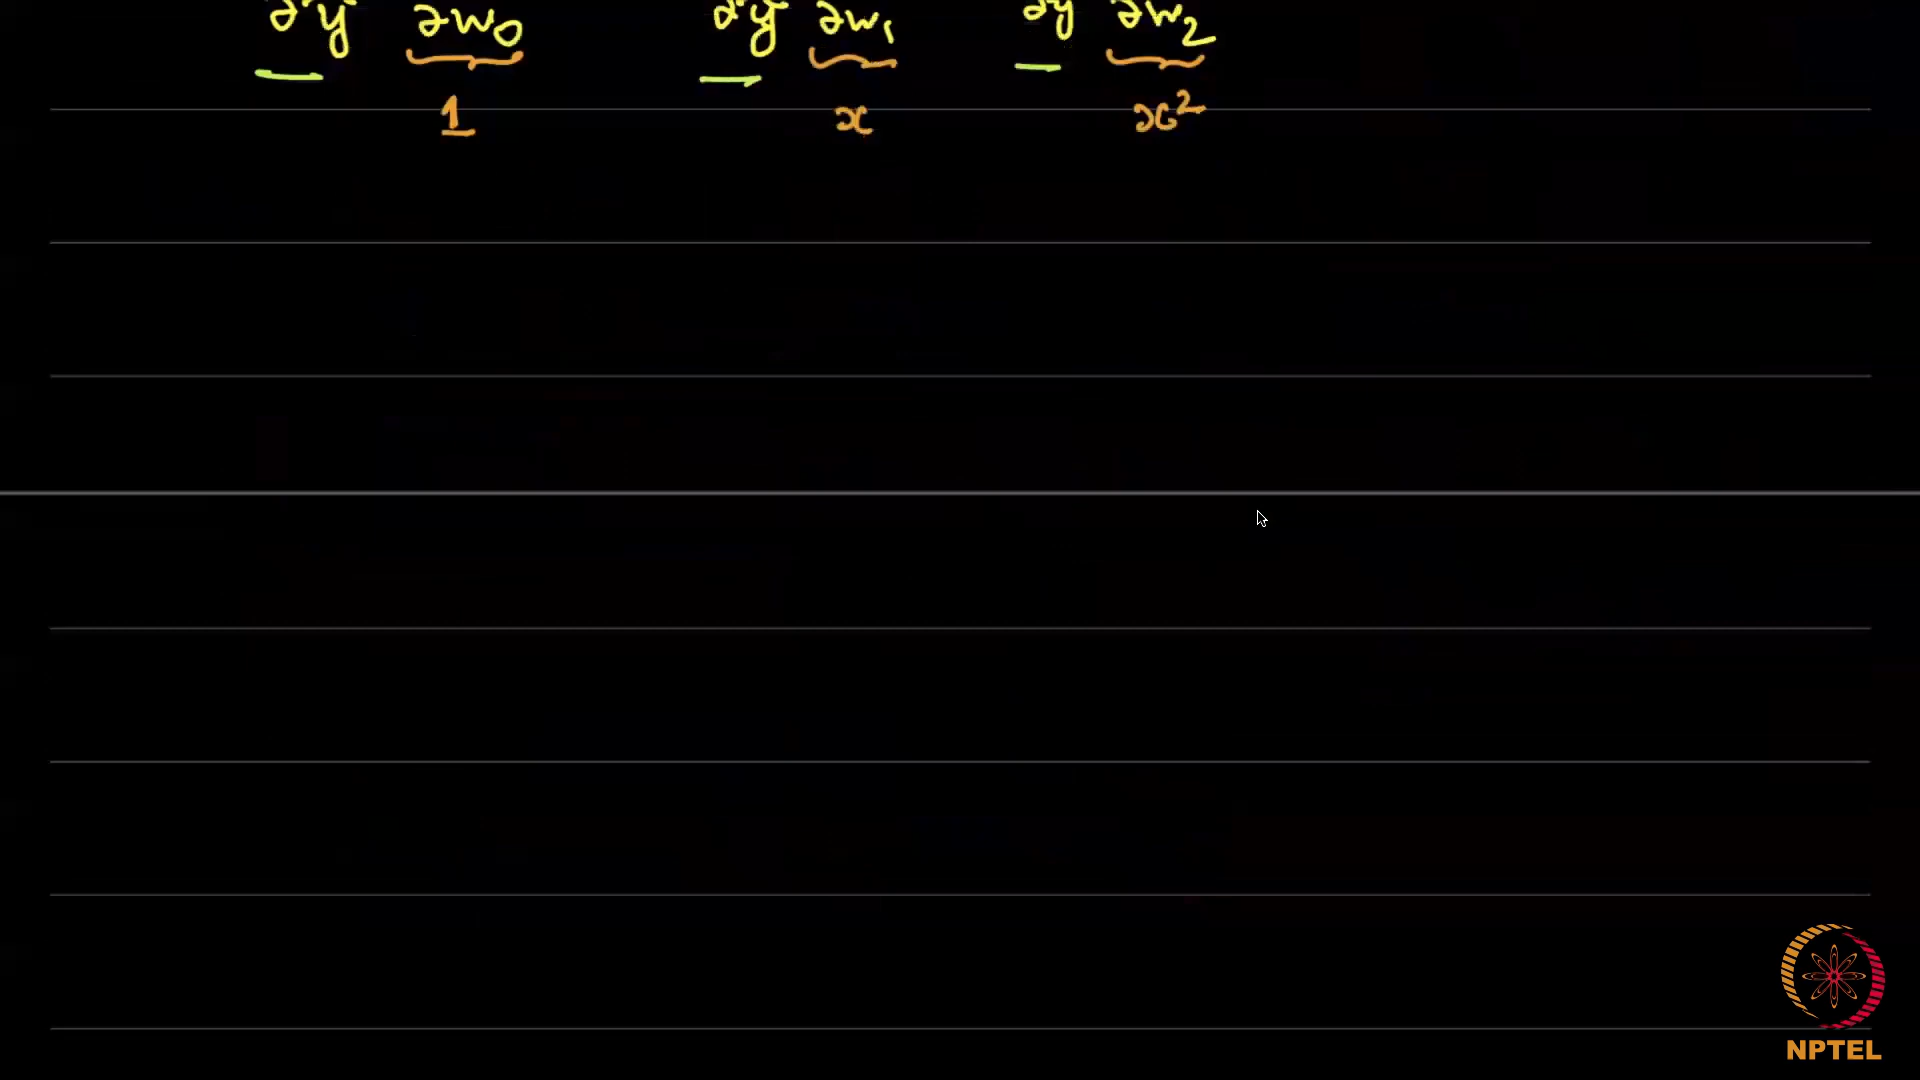 ∂ŷ ∂w₀ ∂ŷ ∂w₁ ∂ŷ ∂w₂
1 x x²
NPTEL